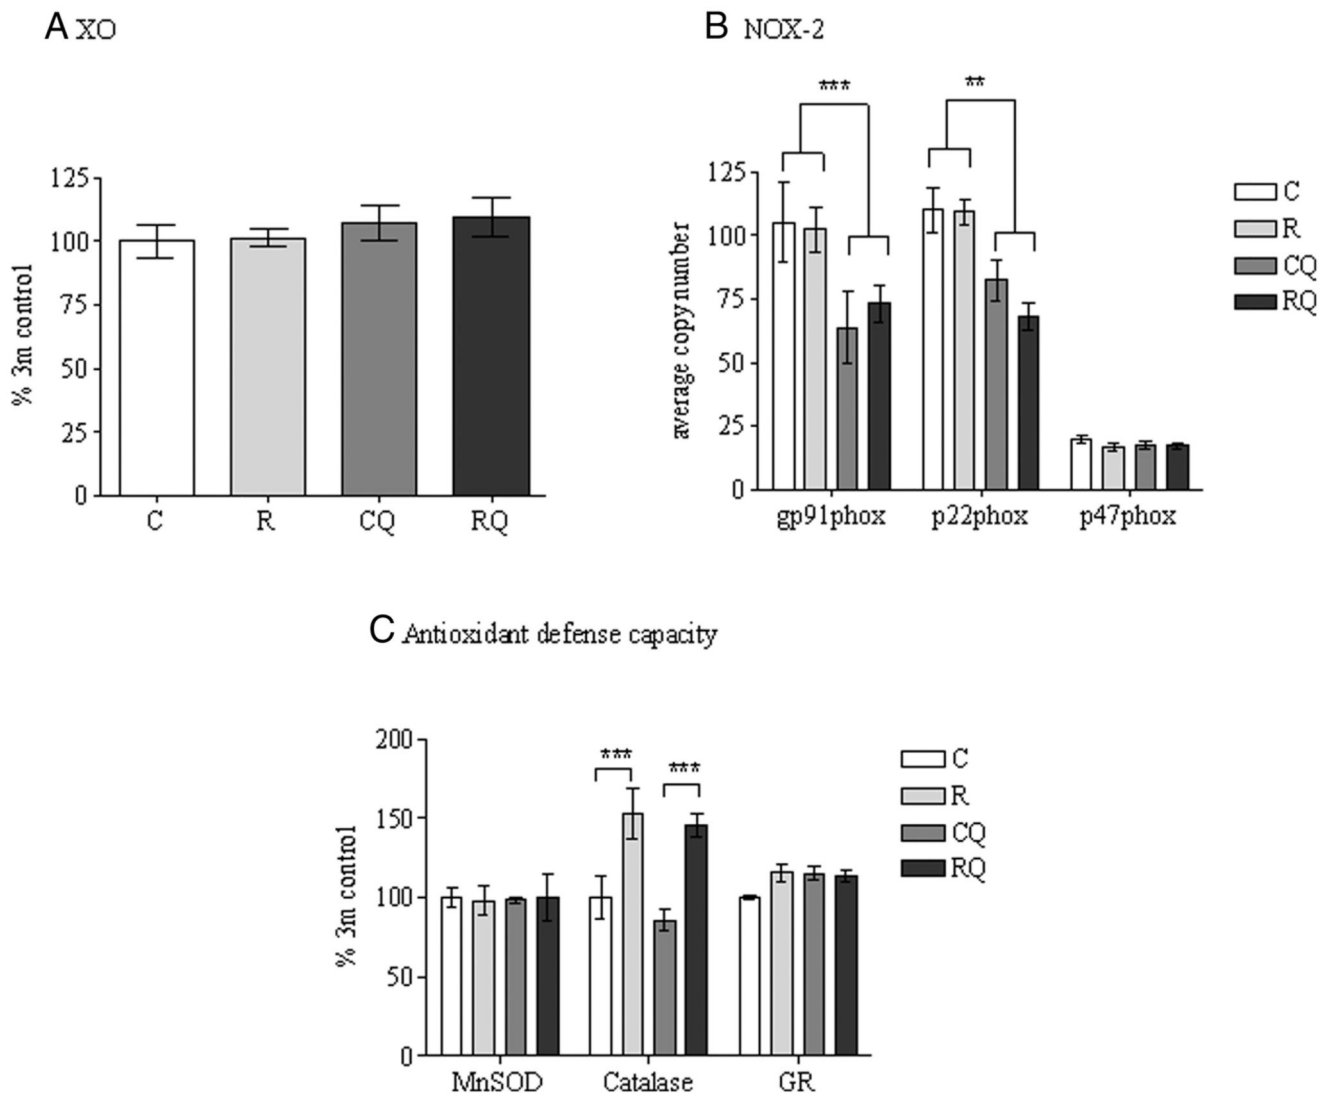 A XO
% 3m control
125
100
75
50
25
0
C R CQ RQ
B NOX-2
*** **
average copy number
125
100
75
50
25
0
gp91phox p22phox p47phox
C
R
CQ
RQ
C Antioxidant defense capacity
% 3m control
200
150
100
50
0
*** ***
MnSOD Catalase GR
C
R
CQ
RQ